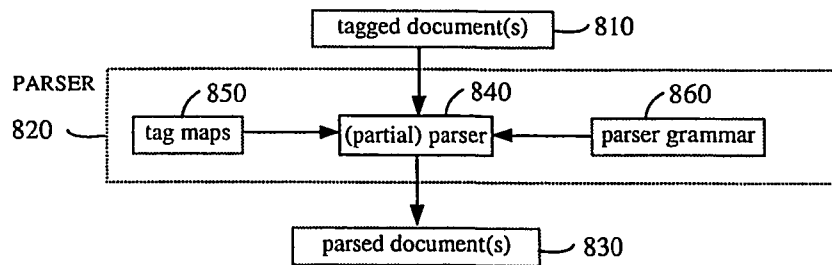 tagged document(s) 810
PARSER
820
850
840
860
tag maps
(partial) parser
parser grammar
parsed document(s) 830